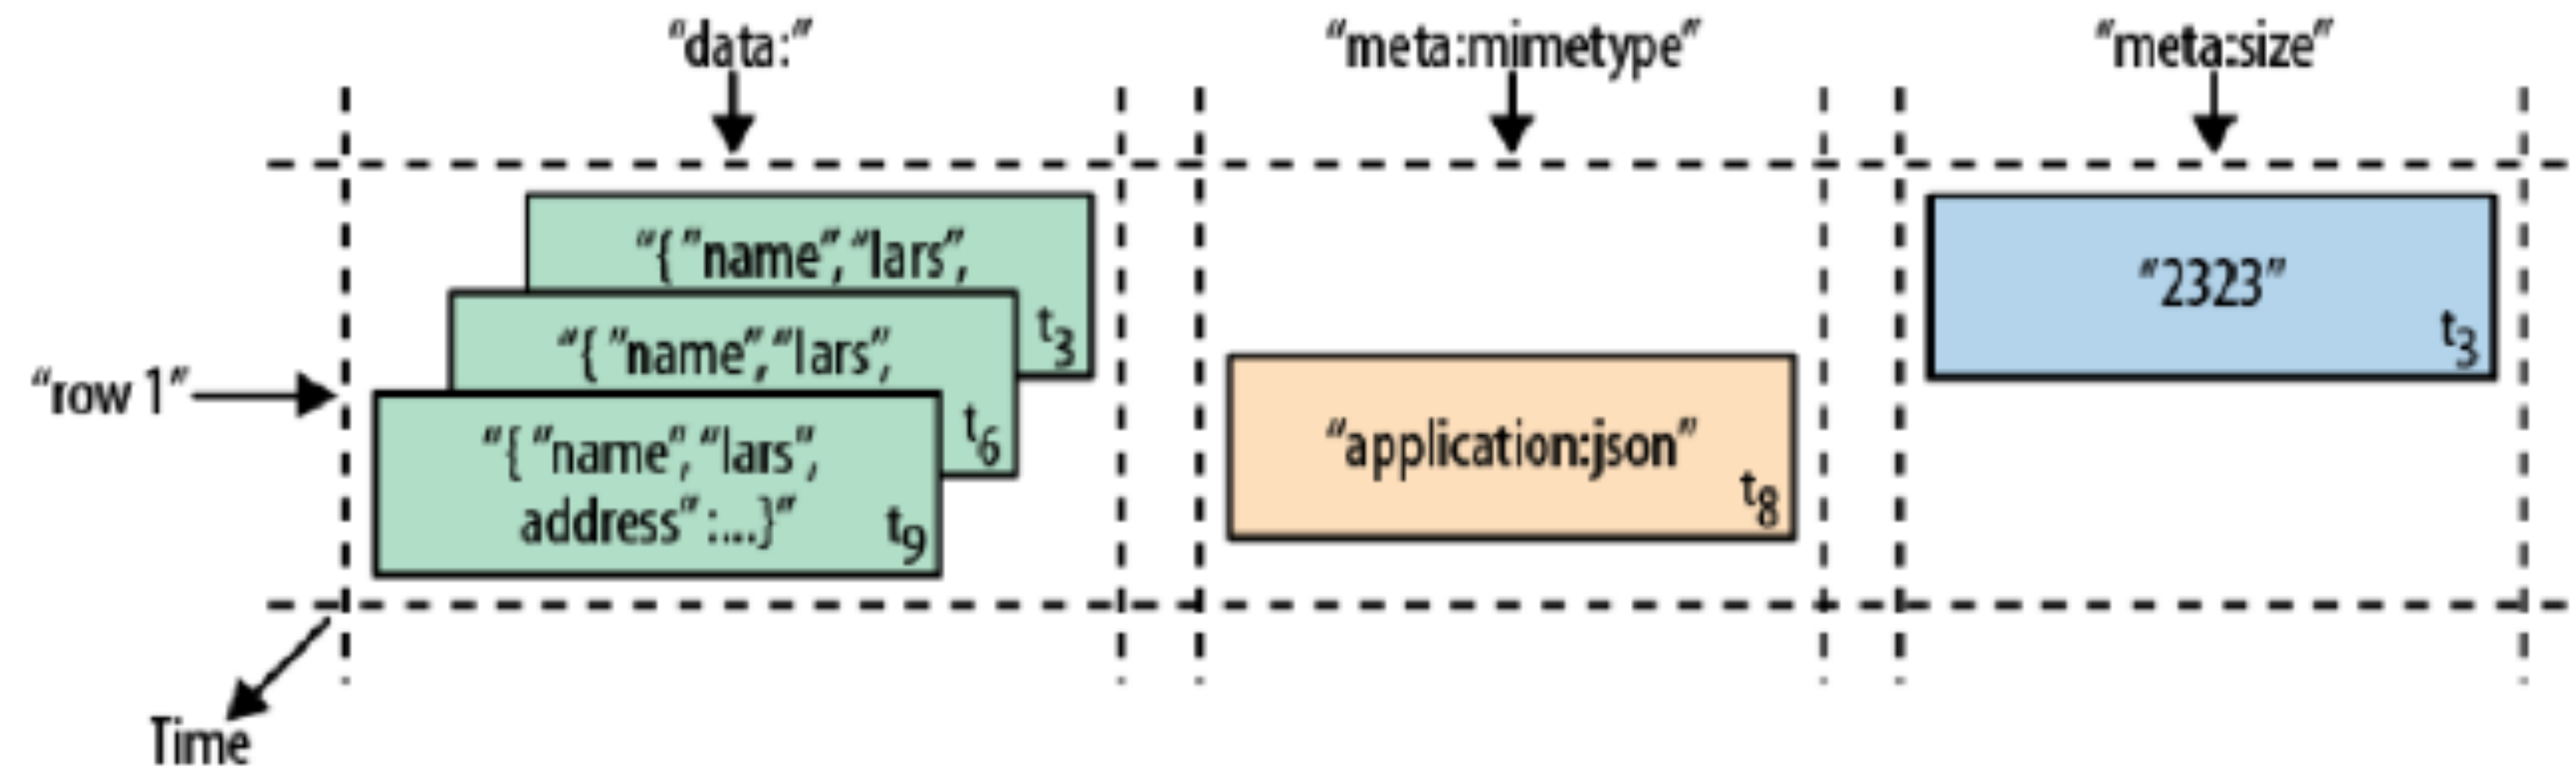 “data:”
“meta:mimetype”
“meta:size”
“{ “name”, “lars”,
t3
“2323”
t3
“{ “name”, “lars”,
t6
“row 1”
“{ “name”, “lars”,
address” :...}”
t9
“application:json”
t8
Time